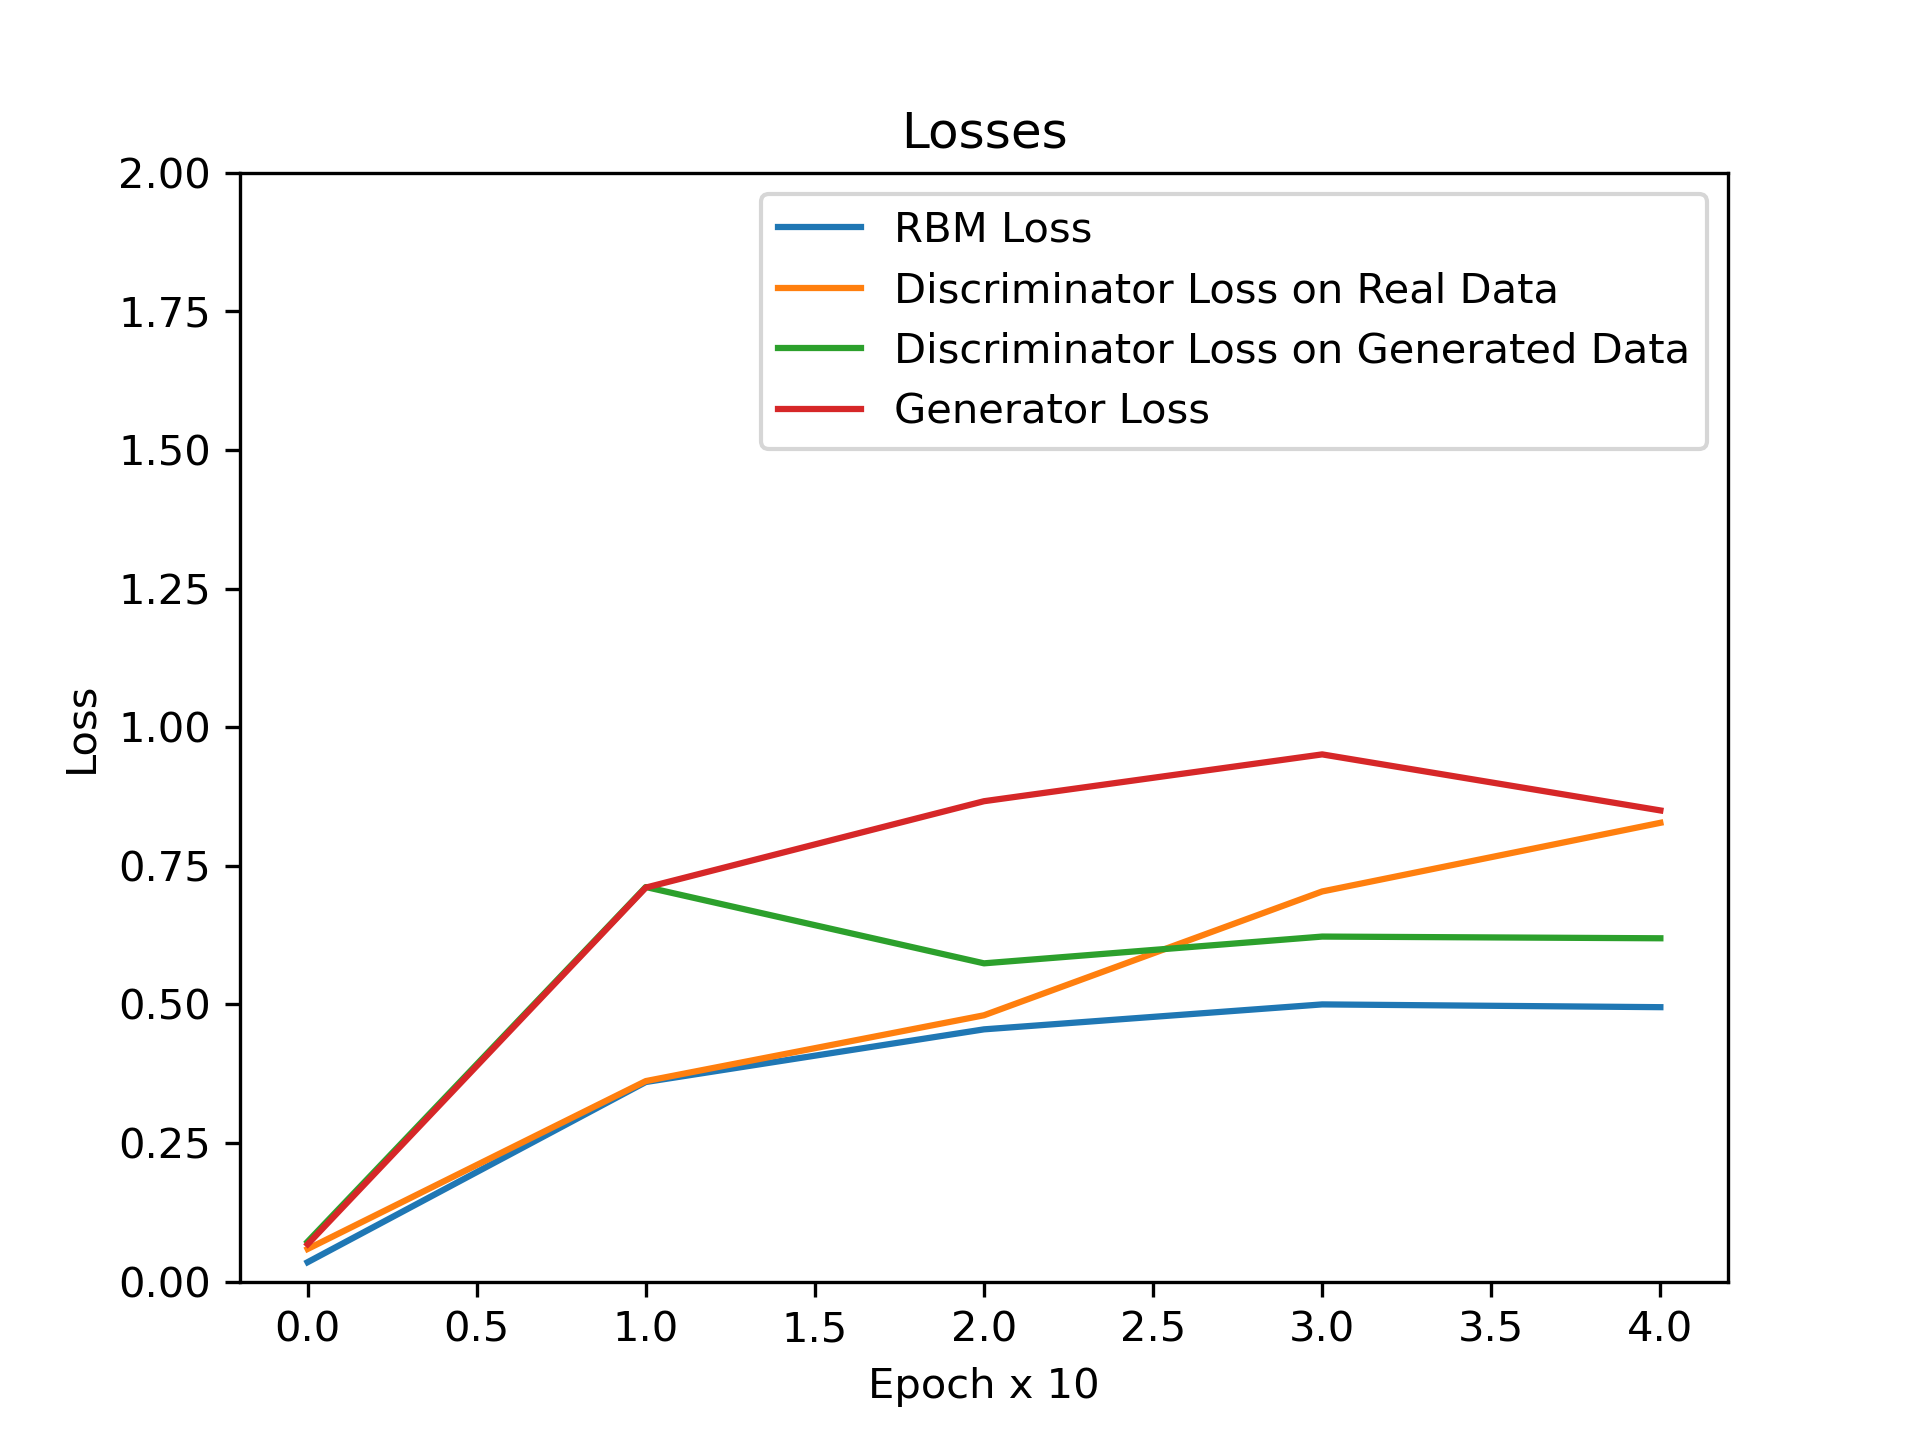 Losses
2.00
1.75
1.50
1.25
1.00
0.75
0.50
0.25
0.00
Loss
RBM Loss
Discriminator Loss on Real Data
Discriminator Loss on Generated Data
Generator Loss
0.0 0.5 1.0 1.5 2.0 2.5 3.0 3.5 4.0
Epoch x 10